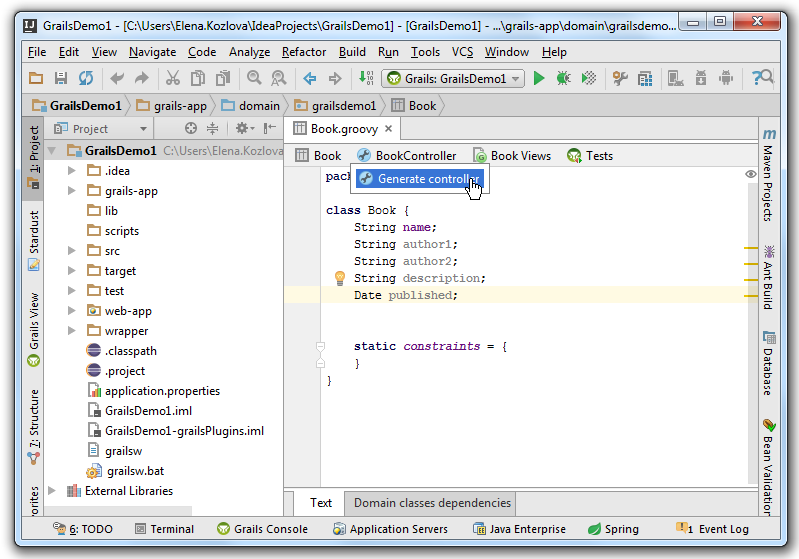 GrailsDemo1 - [C:\Users\Elena.Kozlova\IdeaProjects\GrailsDemo1] - [GrailsDemo1] - ...\grails-app\domain\grailsdemo...
File Edit View Navigate Code Analyze Refactor Build Run Tools VCS Window Help
Grails: GrailsDemo1
GrailsDemo1 grails-app domain grailsdemo1 Book
1: Project
Stardust
Grails View
7: Structure
Project
GrailsDemo1 C:\Users\Elena.Kozlova
.idea
grails-app
lib
scripts
src
target
test
web-app
wrapper
.classpath
.project
application.properties
GrailsDemo1.iml
GrailsDemo1-grailsPlugins.iml
grailsw
grailsw.bat
External Libraries
Book.groovy
Book BookController Book Views Tests
Generate controller
class Book {
String name;
String author1;
String author2;
String description;
Date published;
static constraints = {
}
}
Text Domain classes dependencies
Maven Projects
Ant Build
Database
Bean Validation
6: TODO Terminal Grails Console Application Servers Java Enterprise Spring 1 Event Log